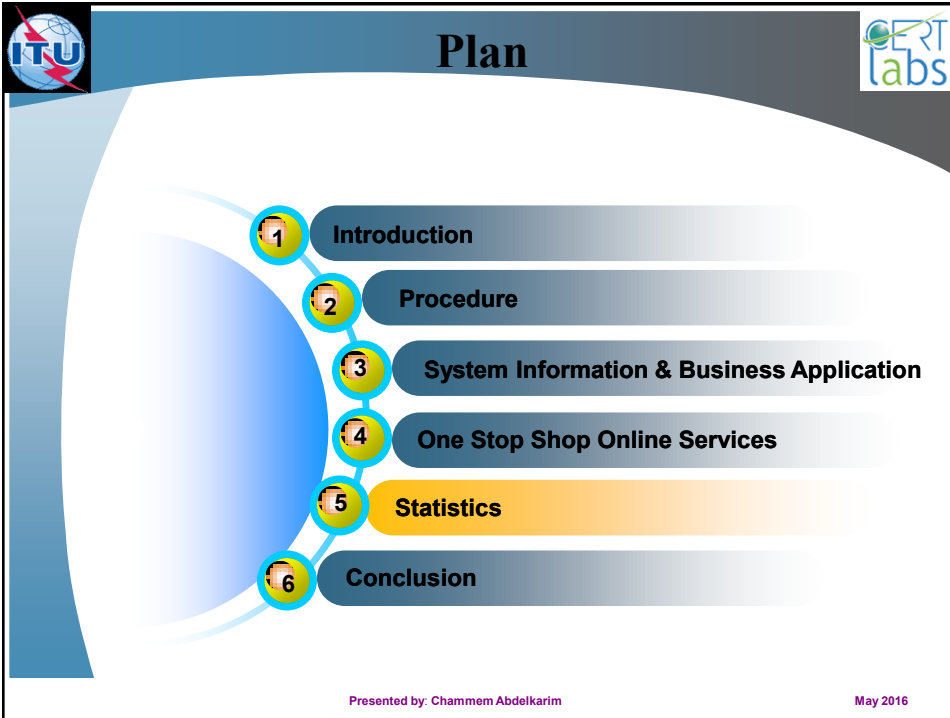 ITU
Plan
CERT
labs
1 Introduction
2 Procedure
3 System Information & Business Application
4 One Stop Shop Online Services
5 Statistics
6 Conclusion
Presented by: Chammem Abdelkarim May 2016